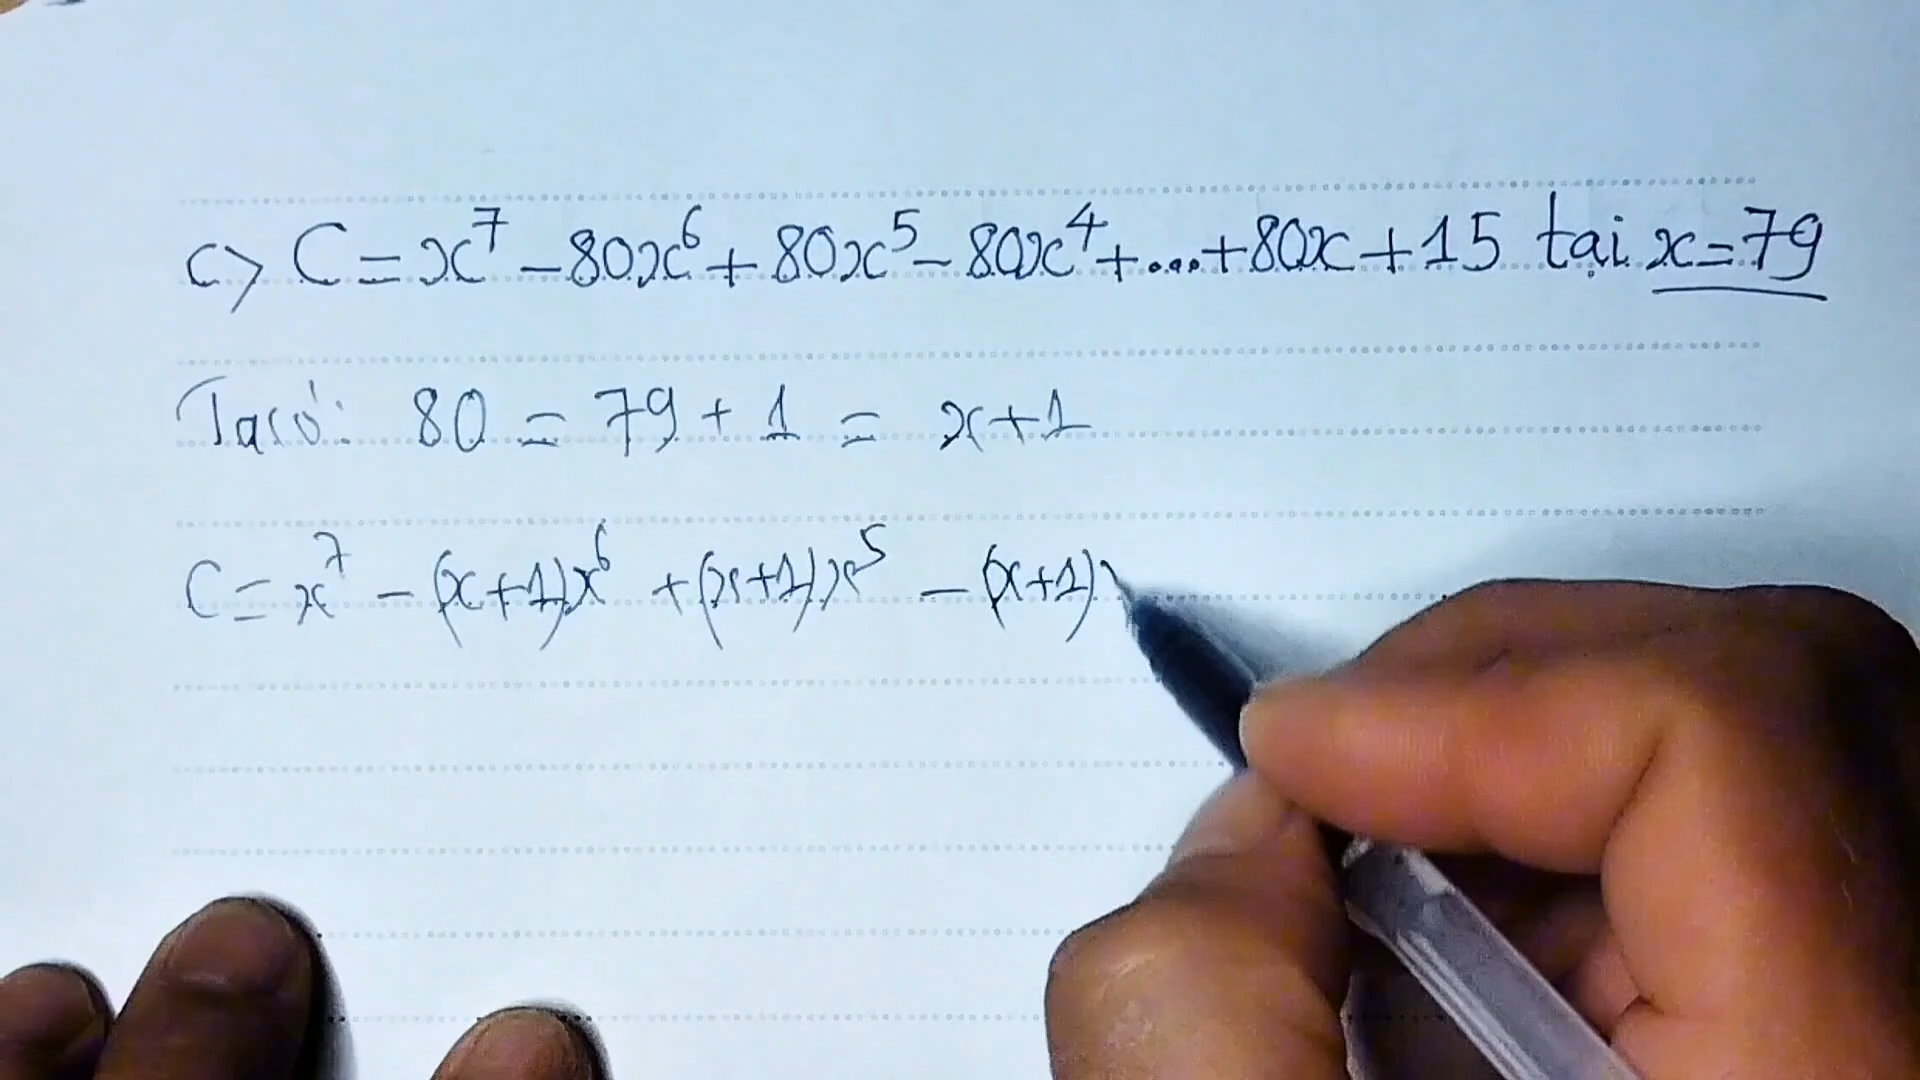 c> C = x⁷ - 80x⁶ + 80x⁵ - 80x⁴ + ... + 80x + 15 tại x = 79
Ta có: 80 = 79 + 1 = x + 1
C = x⁷ - (x+1)x⁶ + (x+1)x⁵ - (x+1)